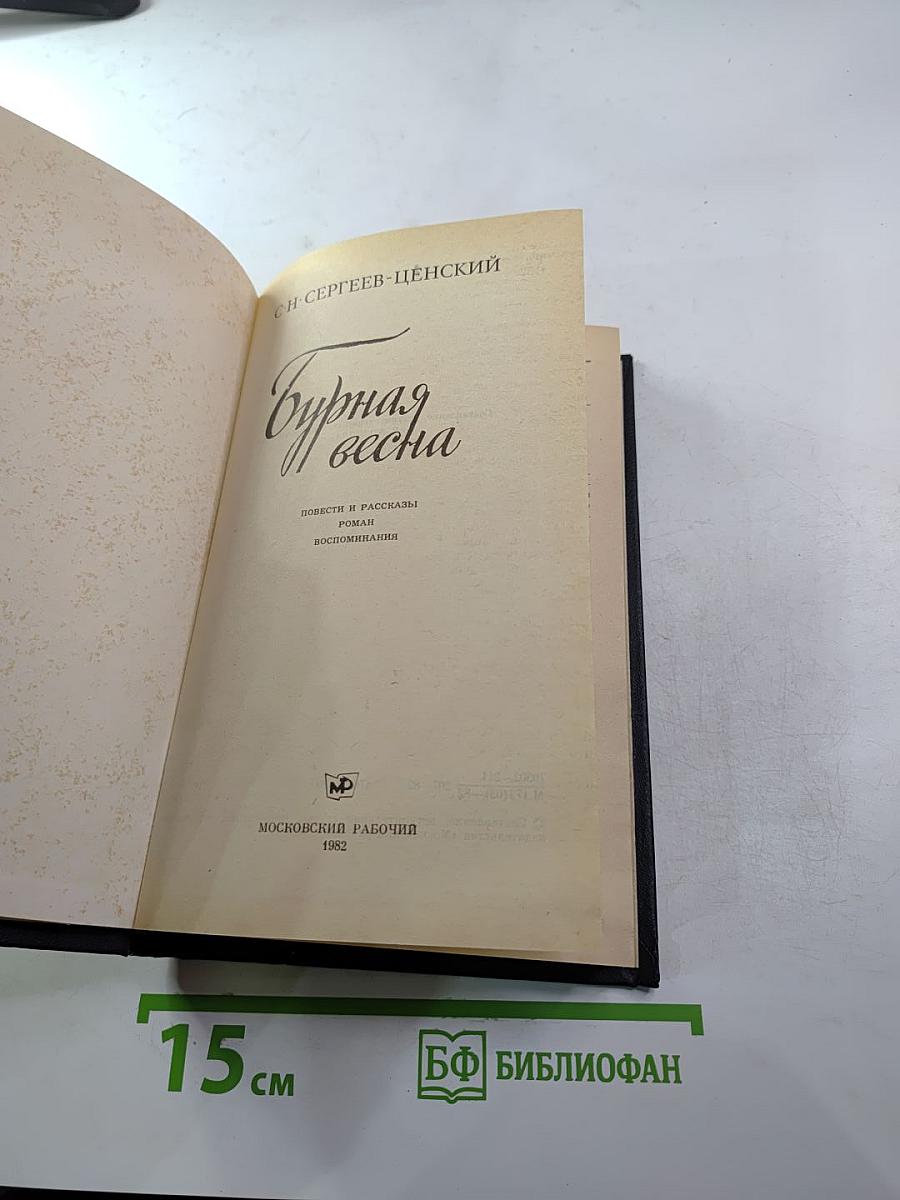 С·Н·СЕРГЕЕВ-ЦЕНСКИЙ
Бурная
весна
ПОВЕСТИ И РАССКАЗЫ
РОМАН
ВОСПОМИНАНИЯ
МР
МОСКОВСКИЙ РАБОЧИЙ
1982
15 см
БФ БИБЛИОФАН